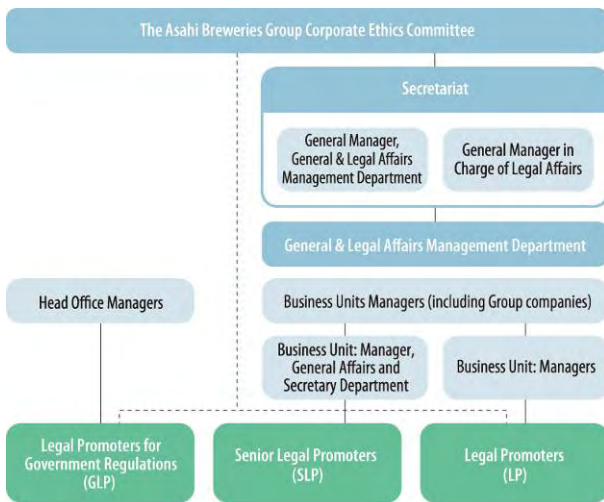 The Asahi Breweries Group Corporate Ethics Committee
Secretariat
General Manager,
General & Legal Affairs
Management Department
General Manager in
Charge of Legal Affairs
General & Legal Affairs Management Department
Head Office Managers
Business Units Managers (including Group companies)
Business Unit: Manager,
General Affairs and
Secretary Department
Business Unit: Managers
Legal Promoters for
Government Regulations
(GLP)
Senior Legal Promoters
(SLP)
Legal Promoters
(LP)